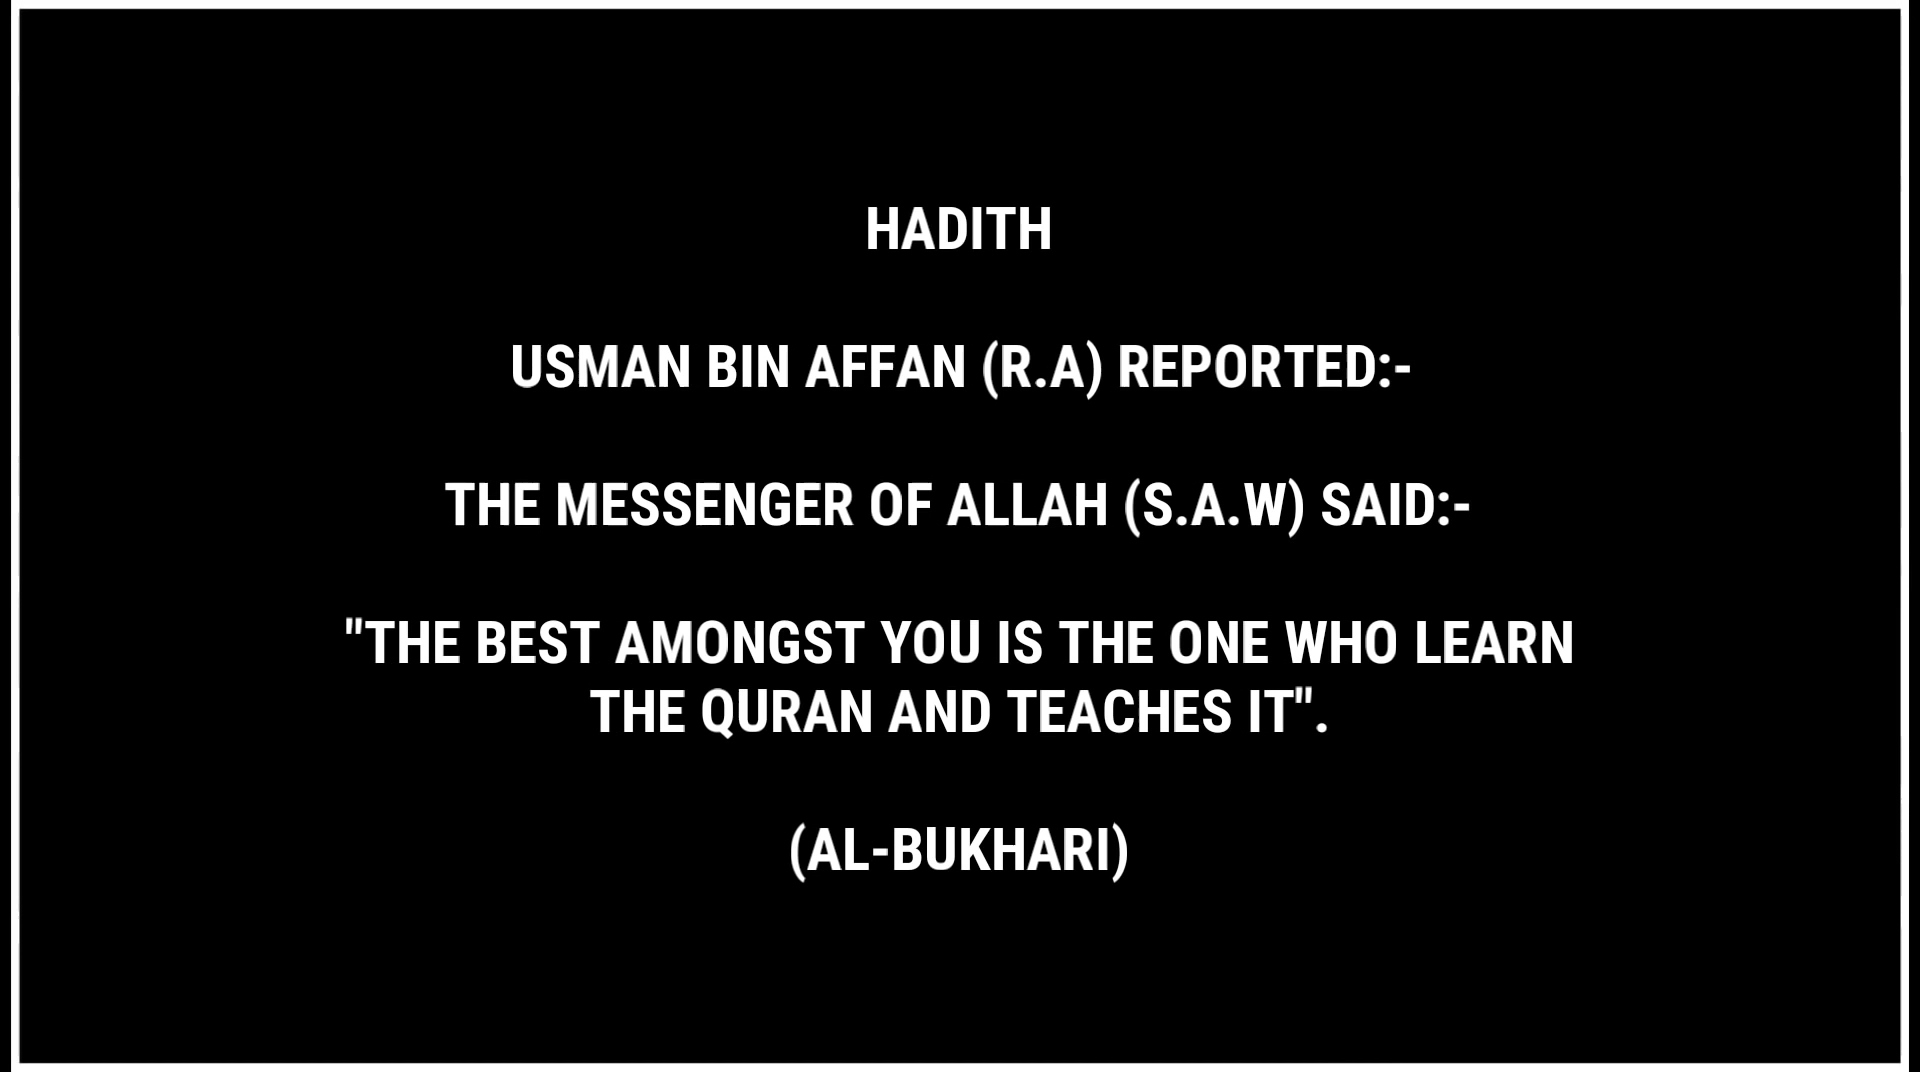 HADITH
USMAN BIN AFFAN (R.A) REPORTED:-
THE MESSENGER OF ALLAH (S.A.W) SAID:-
"THE BEST AMONGST YOU IS THE ONE WHO LEARN
THE QURAN AND TEACHES IT".
(AL-BUKHARI)